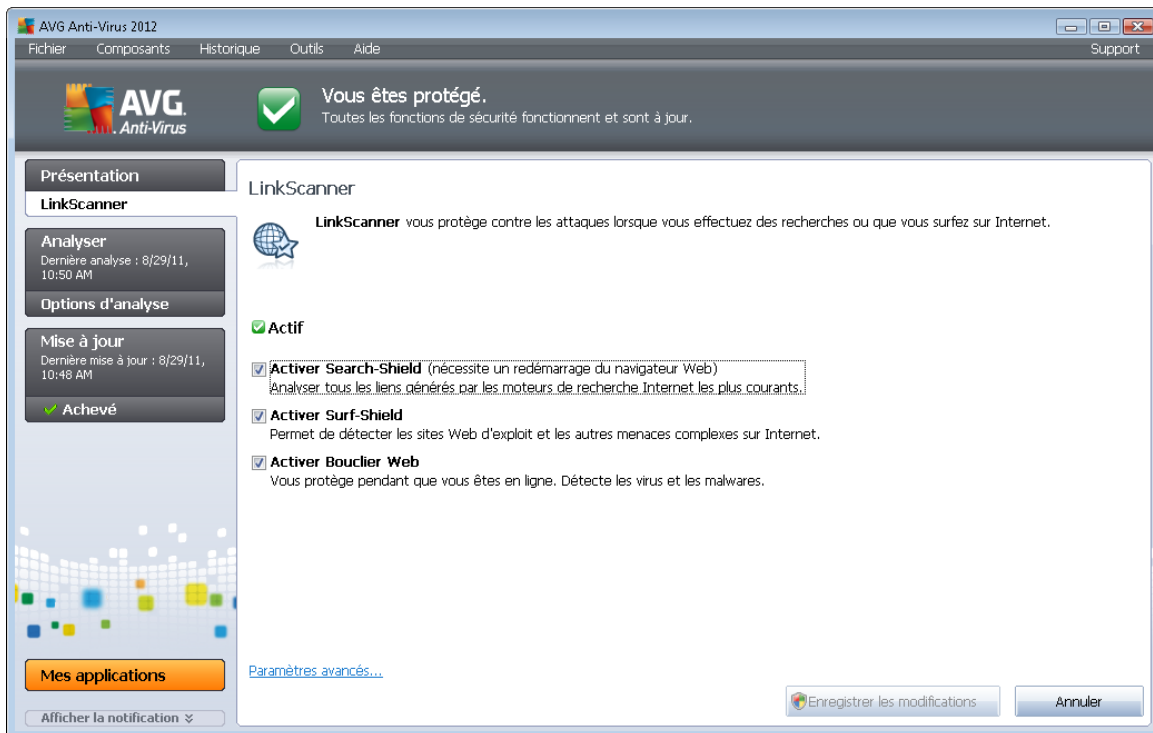 AVG Anti-Virus 2012
Fichier Composants Historique Outils Aide Support
AVG.
Anti-Virus
Vous êtes protégé.
Toutes les fonctions de sécurité fonctionnent et sont à jour.
Présentation
LinkScanner
Analyser
Dernière analyse : 8/29/11,
10:50 AM
Options d'analyse
Mise à jour
Dernière mise à jour : 8/29/11,
10:48 AM
Achevé
Mes applications
Afficher la notification
LinkScanner
LinkScanner vous protège contre les attaques lorsque vous effectuez des recherches ou que vous surfez sur Internet.
Actif
Activer Search-Shield (nécessite un redémarrage du navigateur Web)
Analyser tous les liens générés par les moteurs de recherche Internet les plus courants.
Activer Surf-Shield
Permet de détecter les sites Web d'exploit et les autres menaces complexes sur Internet.
Activer Bouclier Web
Vous protège pendant que vous êtes en ligne. Détecte les virus et les malwares.
Paramètres avancés...
Enregistrer les modifications
Annuler